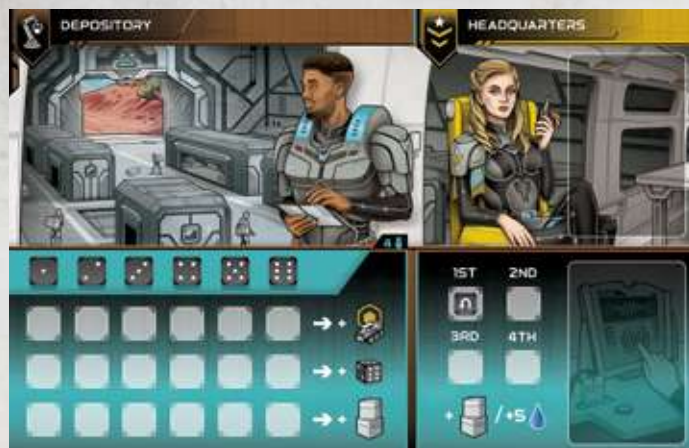 DEPOSITORY
HEADQUARTERS
4
1ST 2ND
3RD 4TH
+ / +5